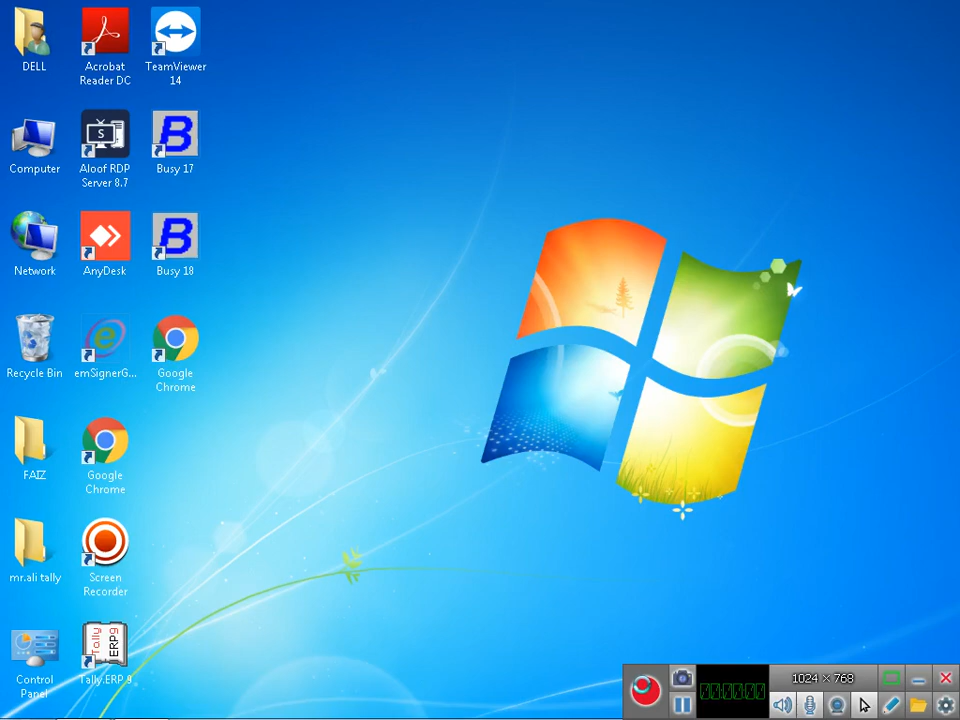 DELL
Acrobat
Reader DC
TeamViewer
14
Computer
S
Aloof RDP
Server 8.7
B
Busy 17
Network
AnyDesk
B
Busy 18
Recycle Bin
e
emSignerG...
Google
Chrome
FAIZ
Google
Chrome
mr.ali tally
Screen
Recorder
Control
Panel
Tally
ERP9
Tally.ERP 9
1024 × 768